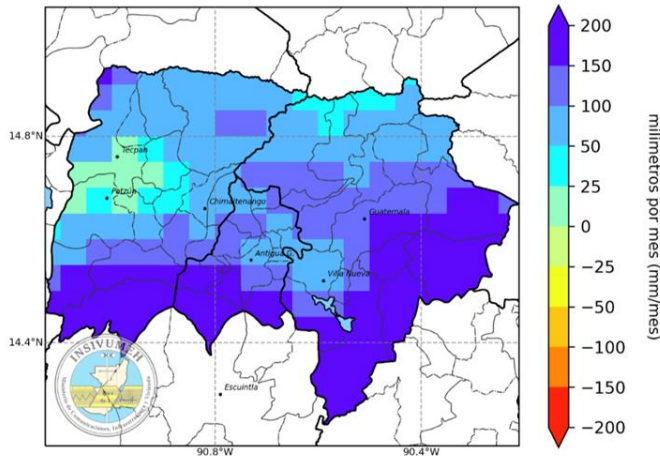 200
150
100
50
25
−25
−50
−100
−150
−200
milímetros por mes (mm/mes)
14.8°N
14.4°N
90.8°W
90.4°W
Tecpán
Patzún
Chimaltenango
Guatemala
Antigua G.
Villa Nueva
Escuintla
INSIVUMEH